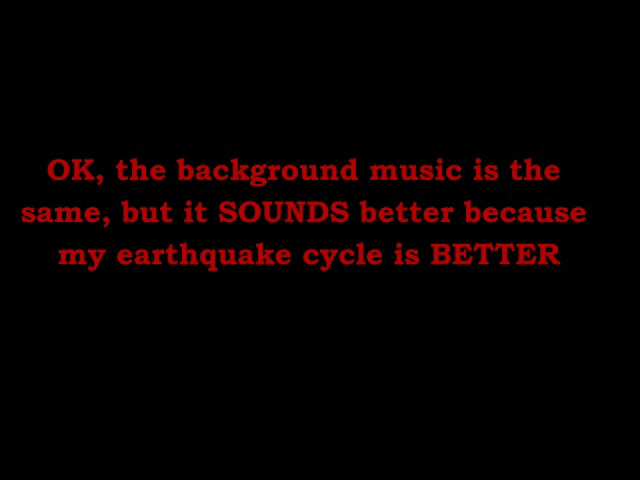 OK, the background music is the
same, but it SOUNDS better because
my earthquake cycle is BETTER